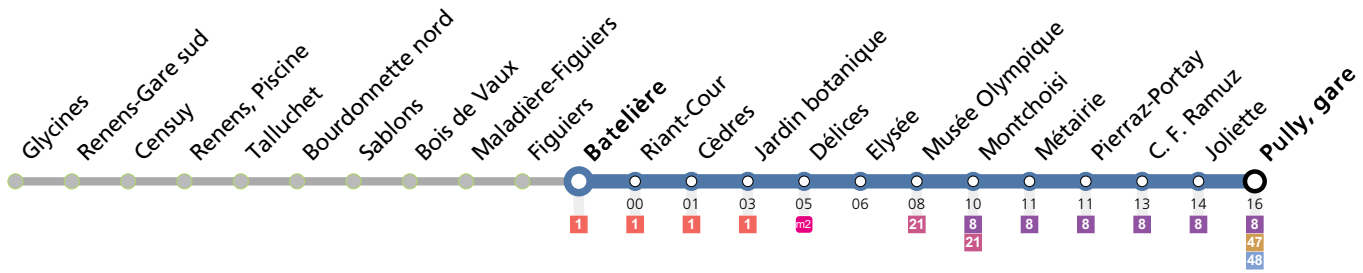 Glycines
Renens-Gare sud
Censuy
Renens, Piscine
Talluchet
Bourdonnette nord
Sablons
Bois de Vaux
Maladière-Figuiers
Figuiers
Batelière
Riant-Cour
Cèdres
Jardin botanique
Délices
Elysée
Musée Olympique
Montchoisi
Métairie
Pierraz-Portay
C. F. Ramuz
Joliette
Pully, gare
00 01 03 05 06 08 10 11 11 13 14 16
1 1 1 1 m2 21 8 8 8 8 8 8
21 47
48